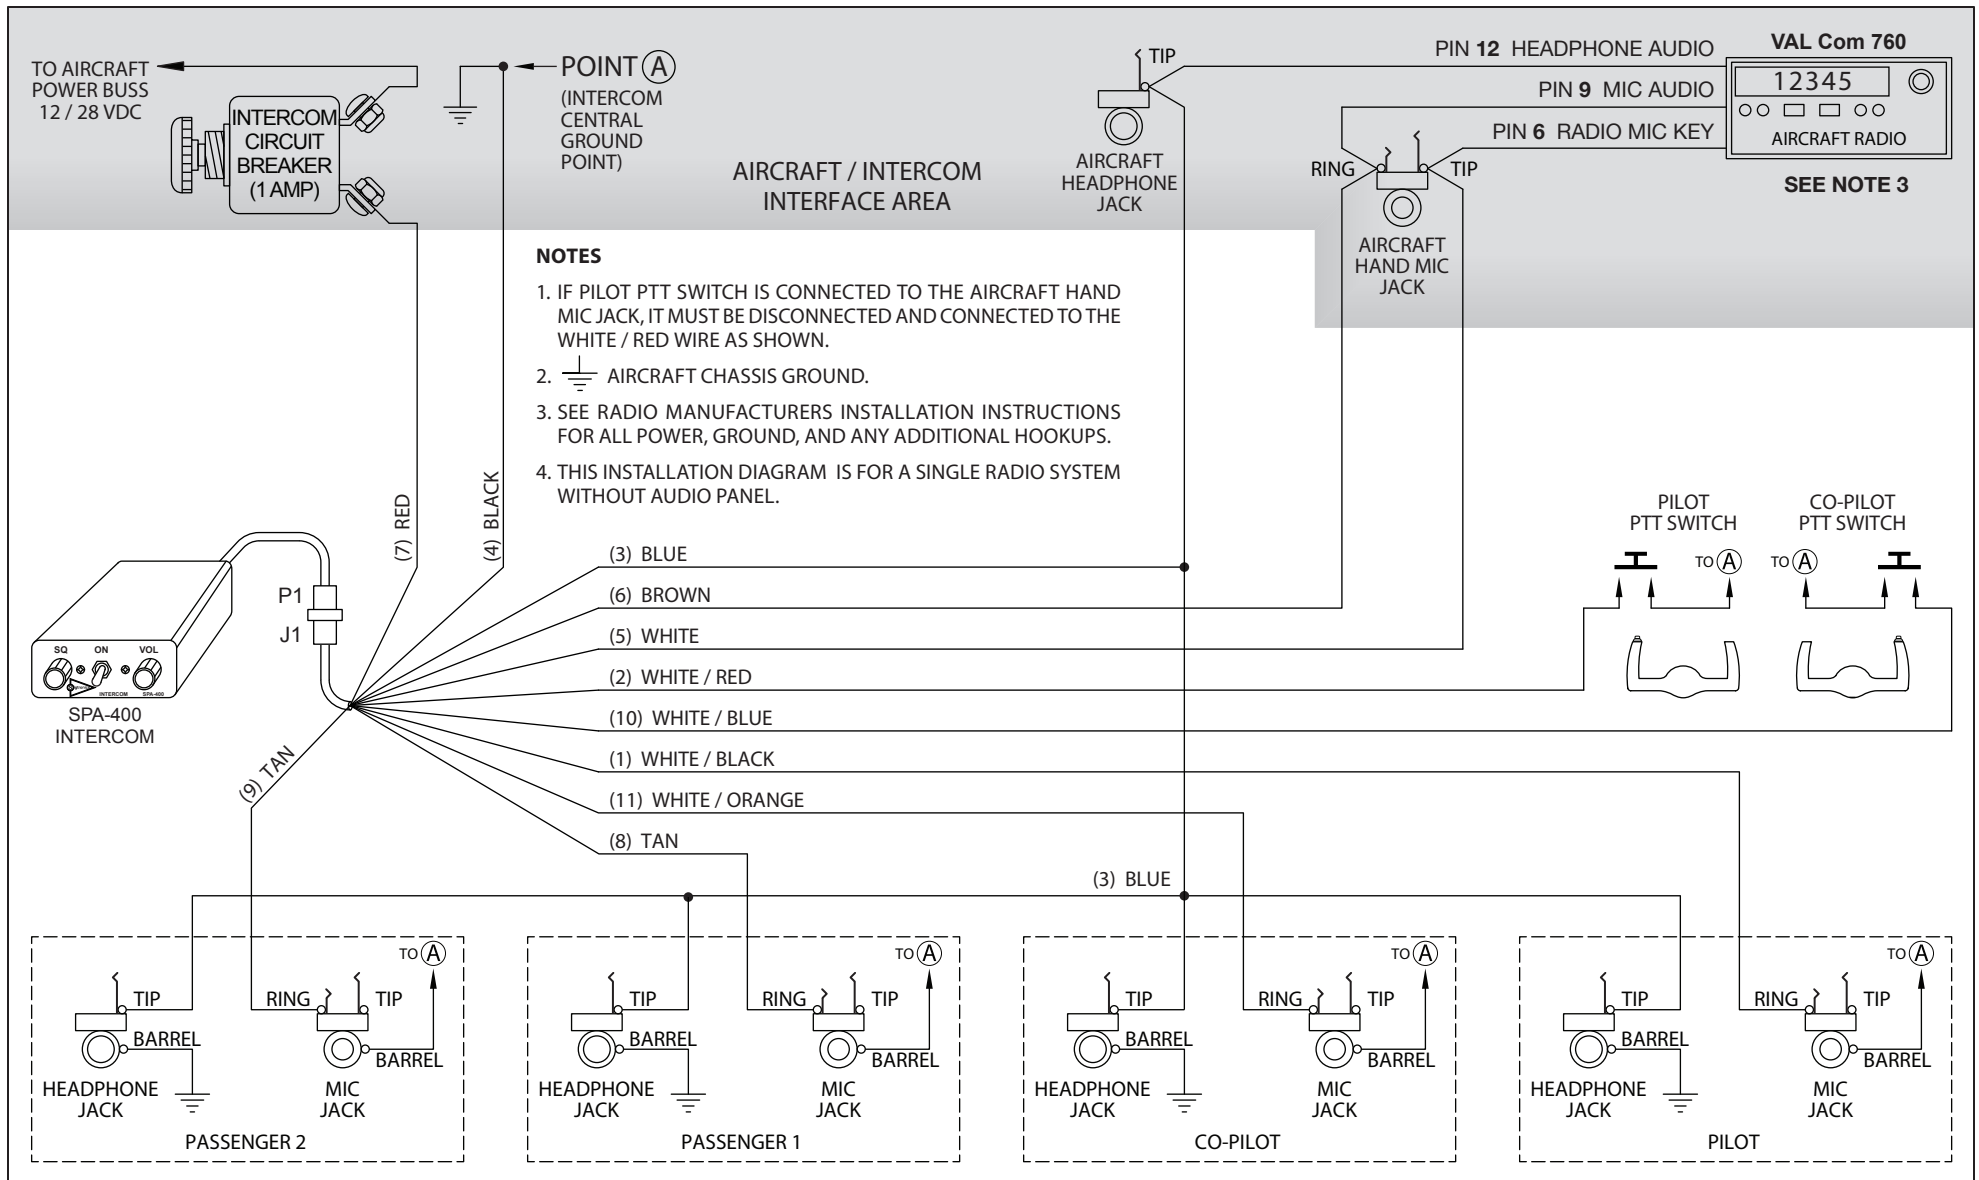 TO AIRCRAFT
POWER BUSS
12 / 28 VDC
INTERCOM
CIRCUIT
BREAKER
(1 AMP)
POINT A
(INTERCOM
CENTRAL
GROUND
POINT)
AIRCRAFT / INTERCOM
INTERFACE AREA
TIP
AIRCRAFT
HEADPHONE
JACK
PIN 12 HEADPHONE AUDIO
PIN 9 MIC AUDIO
PIN 6 RADIO MIC KEY
RING
TIP
AIRCRAFT
HAND MIC
JACK
VAL Com 760
12345
AIRCRAFT RADIO
SEE NOTE 3
NOTES
1. IF PILOT PTT SWITCH IS CONNECTED TO THE AIRCRAFT HAND
MIC JACK, IT MUST BE DISCONNECTED AND CONNECTED TO THE
WHITE / RED WIRE AS SHOWN.
2. AIRCRAFT CHASSIS GROUND.
3. SEE RADIO MANUFACTURERS INSTALLATION INSTRUCTIONS
FOR ALL POWER, GROUND, AND ANY ADDITIONAL HOOKUPS.
4. THIS INSTALLATION DIAGRAM IS FOR A SINGLE RADIO SYSTEM
WITHOUT AUDIO PANEL.
(7) RED
(4) BLACK
PILOT
PTT SWITCH
CO-PILOT
PTT SWITCH
TO A
TO A
P1
J1
SQ
ON
VOL
INTERCOM
SPA-400
SPA-400
INTERCOM
(3) BLUE
(6) BROWN
(5) WHITE
(2) WHITE / RED
(10) WHITE / BLUE
(1) WHITE / BLACK
(11) WHITE / ORANGE
(8) TAN
(9) TAN
(3) BLUE
TO A
TIP
RING
TIP
BARREL
BARREL
HEADPHONE
JACK
MIC
JACK
PASSENGER 2
TO A
TIP
RING
TIP
BARREL
BARREL
HEADPHONE
JACK
MIC
JACK
PASSENGER 1
TO A
TIP
RING
TIP
BARREL
BARREL
HEADPHONE
JACK
MIC
JACK
CO-PILOT
TO A
TIP
RING
TIP
BARREL
BARREL
HEADPHONE
JACK
MIC
JACK
PILOT